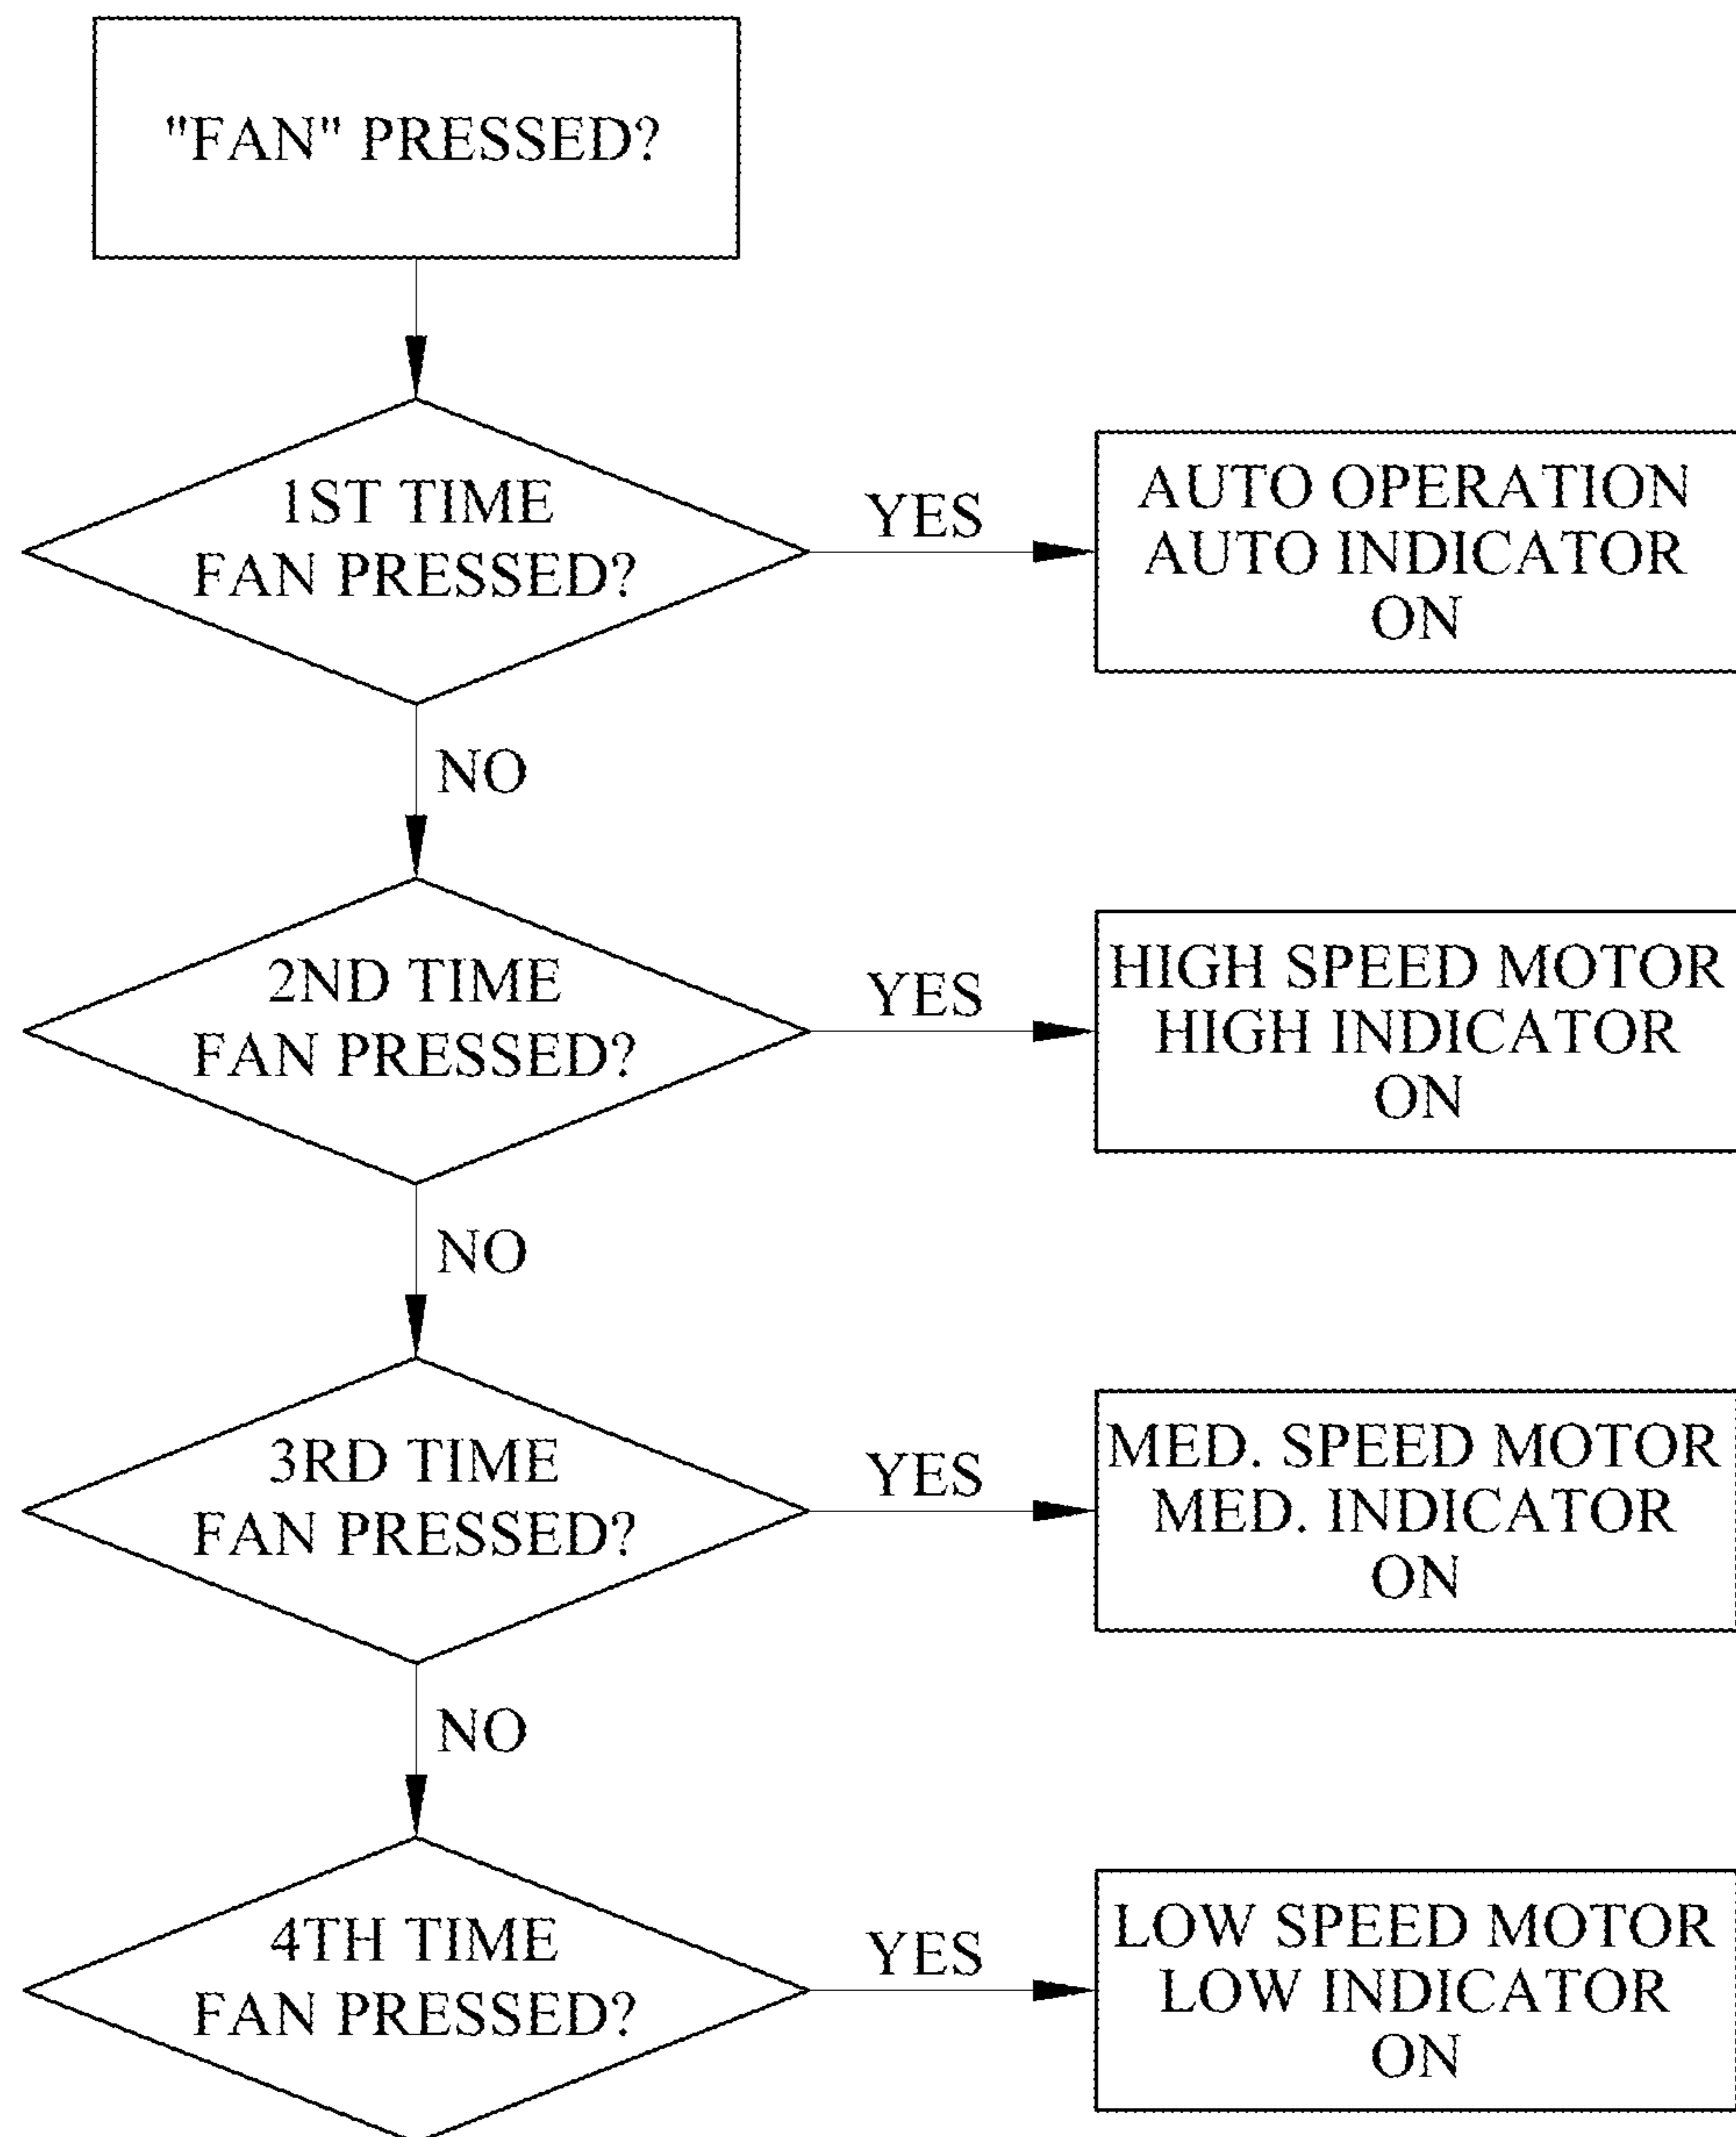 "FAN" PRESSED?
1ST TIME
FAN PRESSED?
YES
AUTO OPERATION
AUTO INDICATOR
ON
NO
2ND TIME
FAN PRESSED?
YES
HIGH SPEED MOTOR
HIGH INDICATOR
ON
NO
3RD TIME
FAN PRESSED?
YES
MED. SPEED MOTOR
MED. INDICATOR
ON
NO
4TH TIME
FAN PRESSED?
YES
LOW SPEED MOTOR
LOW INDICATOR
ON